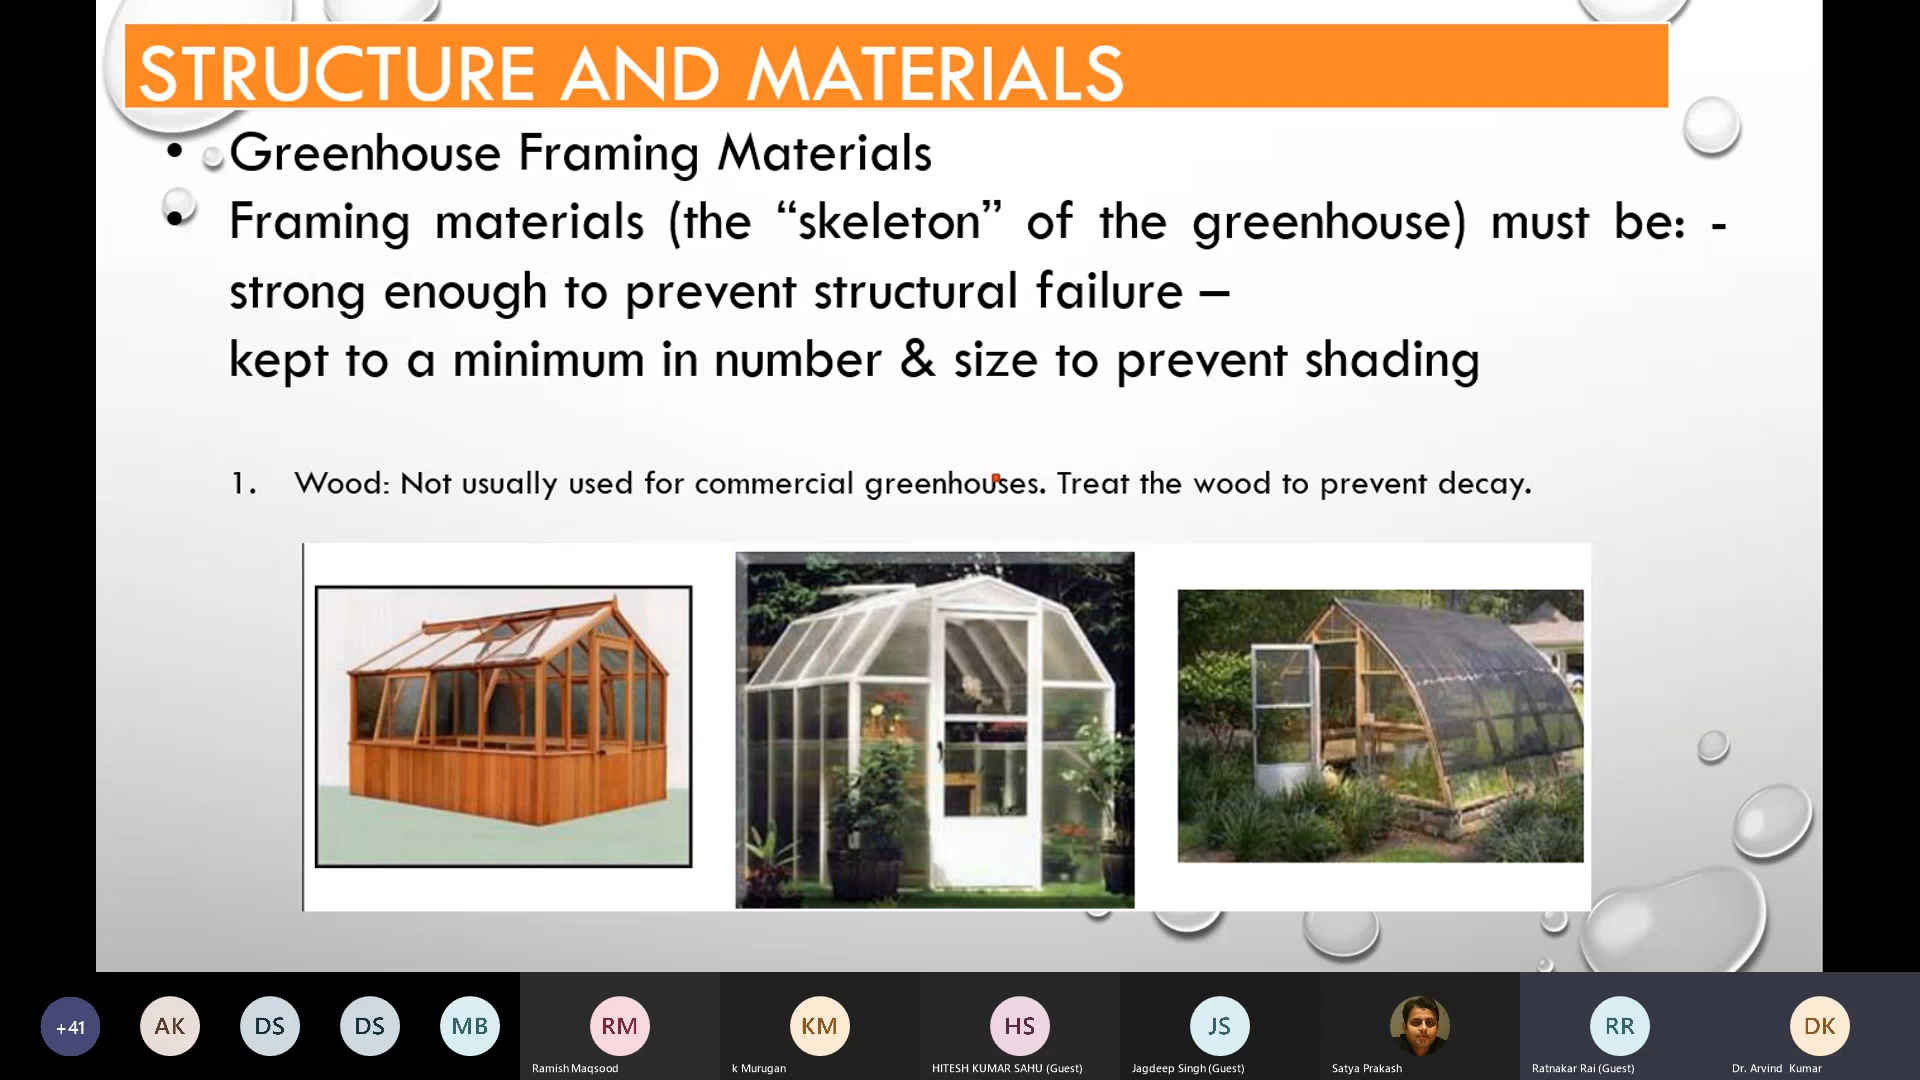 STRUCTURE AND MATERIALS
• Greenhouse Framing Materials
• Framing materials (the “skeleton” of the greenhouse) must be: -
strong enough to prevent structural failure –
kept to a minimum in number & size to prevent shading
1. Wood: Not usually used for commercial greenhouses. Treat the wood to prevent decay.
+41 AK DS DS MB RM KM HS JS RR DK
Ramish Maqsood k Murugan HITESH KUMAR SAHU (Guest) Jagdeep Singh (Guest) Satya Prakash Ratnakar Rai (Guest) Dr. Arvind Kumar